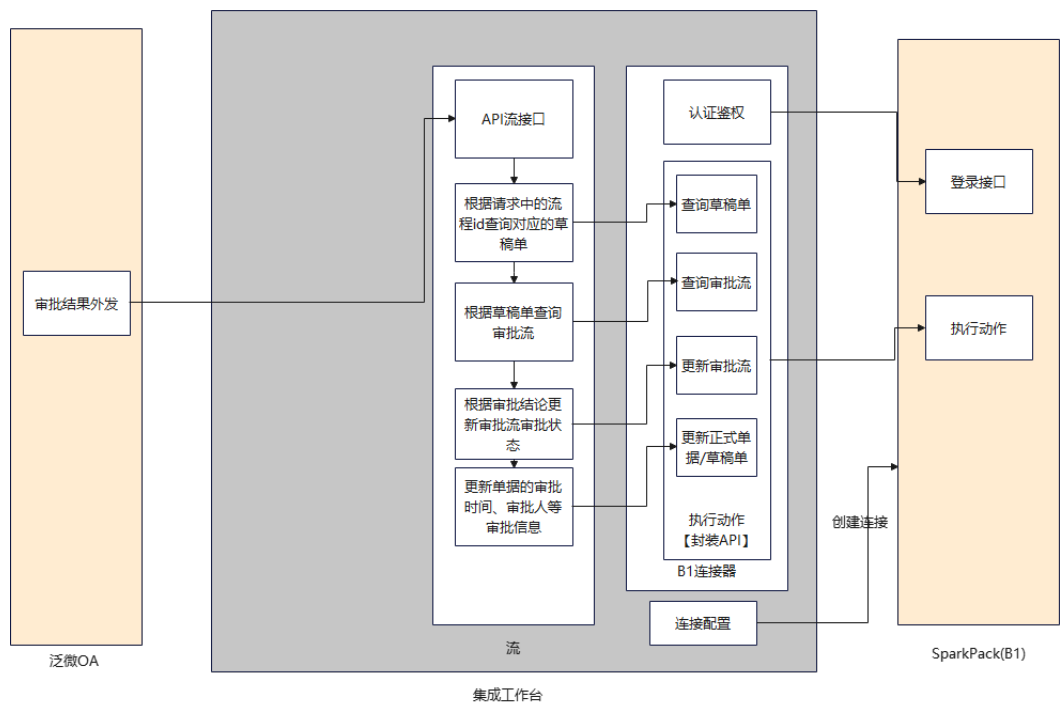 审批结果外发
泛微OA
API流接口
根据请求中的流
程id查询对应的草
稿单
根据草稿单查询
审批流
根据审批结论更
新审批流审批状
态
更新单据的审批
时间、审批人等
审批信息
流
认证鉴权
查询草稿单
查询审批流
更新审批流
更新正式单
据/草稿单
执行动作
【封装API】
B1连接器
连接配置
集成工作台
创建连接
登录接口
执行动作
SparkPack(B1)